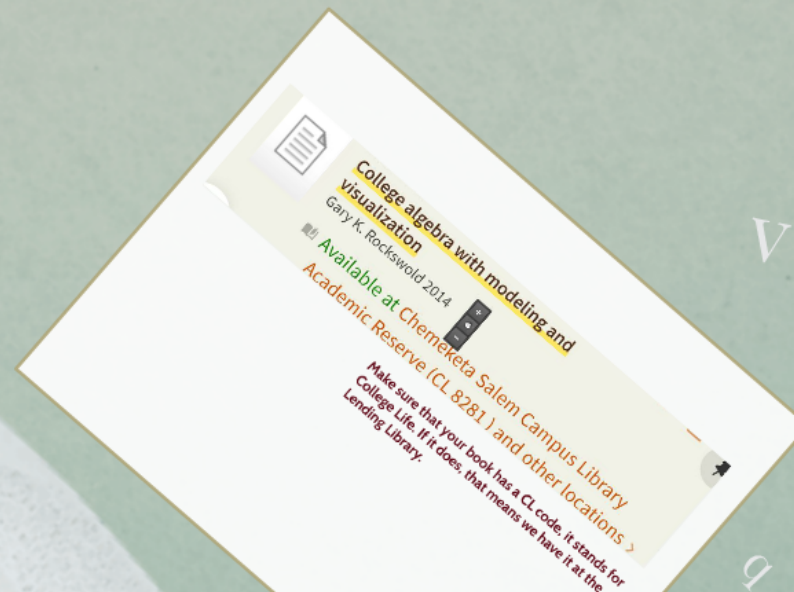 College algebra with modeling and
visualization
Gary K. Rockswold 2014
Available at Chemeketa Salem Campus Library
Academic Reserve (CL 8281 ) and other locations >
Make sure that your book has a CL code, it stands for
College Life. If it does, that means we have it at the
Lending Library.
V
q